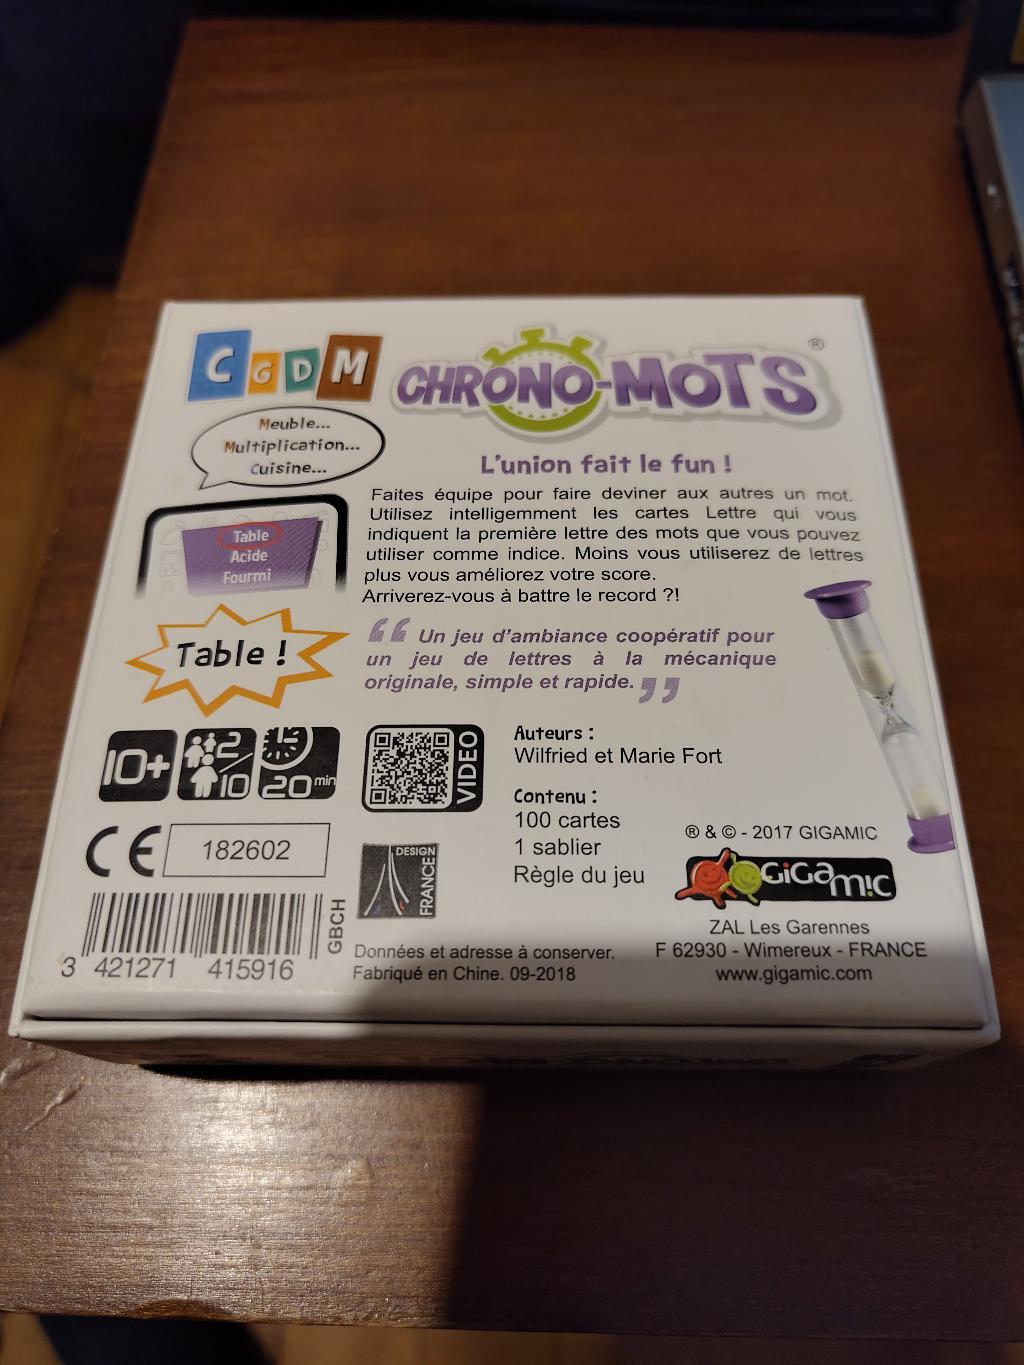 C G D M
CHRONO-MOTS ®
Meuble...
Multiplication...
Cuisine...
L'union fait le fun !
Faites équipe pour faire deviner aux autres un mot.
Utilisez intelligemment les cartes Lettre qui vous
indiquent la première lettre des mots que vous pouvez
utiliser comme indice. Moins vous utiliserez de lettres
plus vous améliorez votre score.
Arriverez-vous à battre le record ?!
Table
Acide
Fourmi
Table !
“ Un jeu d'ambiance coopératif pour
un jeu de lettres à la mécanique
originale, simple et rapide. ”
10+
2/10
20 min
VIDEO
Auteurs :
Wilfried et Marie Fort
Contenu :
100 cartes
1 sablier
Règle du jeu
® & © - 2017 GIGAMIC
GiGamic
ZAL Les Garennes
F 62930 - Wimereux - FRANCE
www.gigamic.com
CE
182602
DESIGN
FRANCE
GBCH
3 421271 415916
Données et adresse à conserver.
Fabriqué en Chine. 09-2018